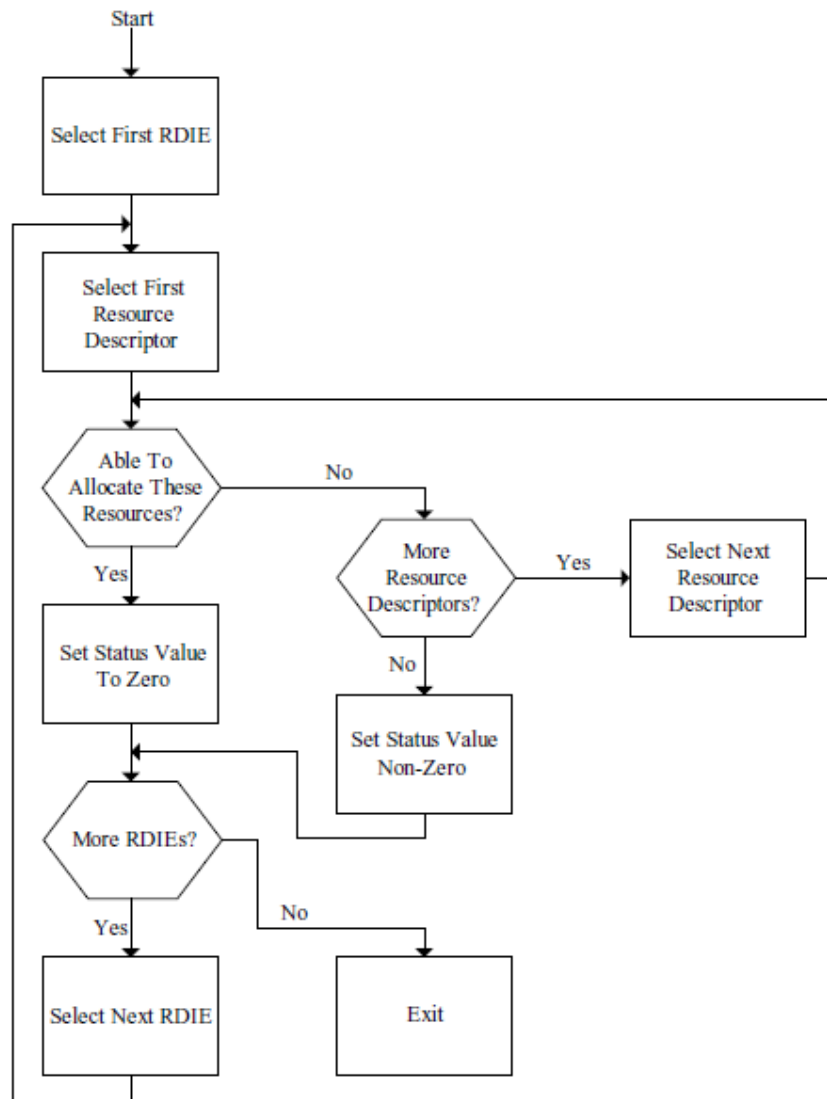 Start
Select First RDIE
Select First
Resource
Descriptor
Able To
Allocate These
Resources?
No
Yes
More
Resource
Descriptors?
Yes
Select Next
Resource
Descriptor
No
Set Status Value
To Zero
Set Status Value
Non-Zero
More RDIEs?
No
Yes
Select Next RDIE
Exit